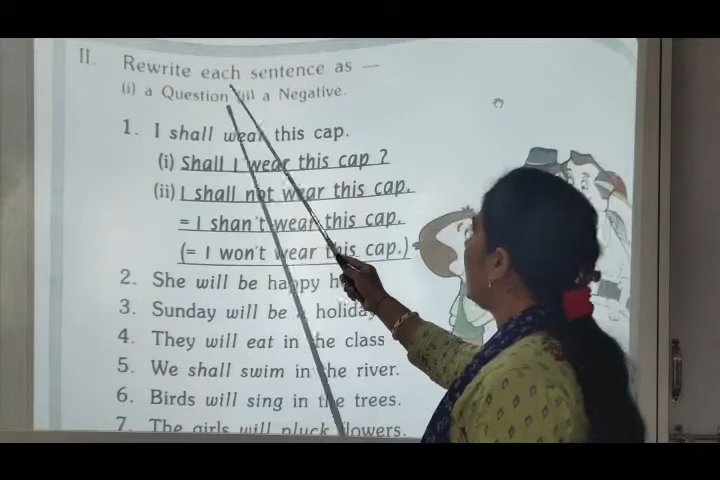 II. Rewrite each sentence as —
(i) a Question (ii) a Negative.
1. I shall wear this cap.
(i) Shall I wear this cap ?
(ii) I shall not wear this cap.
= I shan't wear this cap.
(= I won't wear this cap.)
2. She will be happy
3. Sunday will be a holiday
4. They will eat in the class
5. We shall swim in the river.
6. Birds will sing in the trees.
7. The girls will pluck flowers.